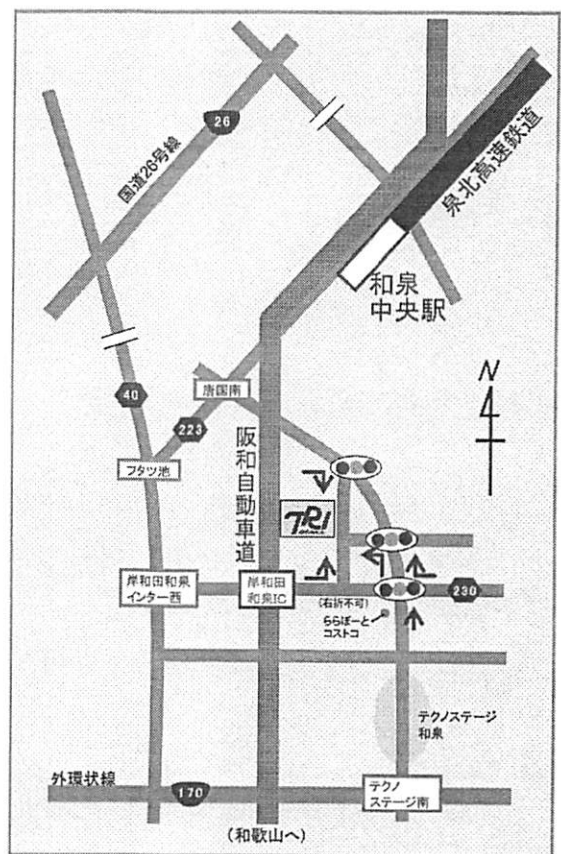 26
国道26号線
泉北高速鉄道
和泉
中央駅
N
唐国南
40
223
フタツ池
阪和自動車道
TRI
岸和田和泉
インター西
岸和田
和泉IC
(右折不可)
230
ららぽーと
コストコ
テクノステージ
和泉
外環状線
170
テクノ
ステージ南
(和歌山へ)